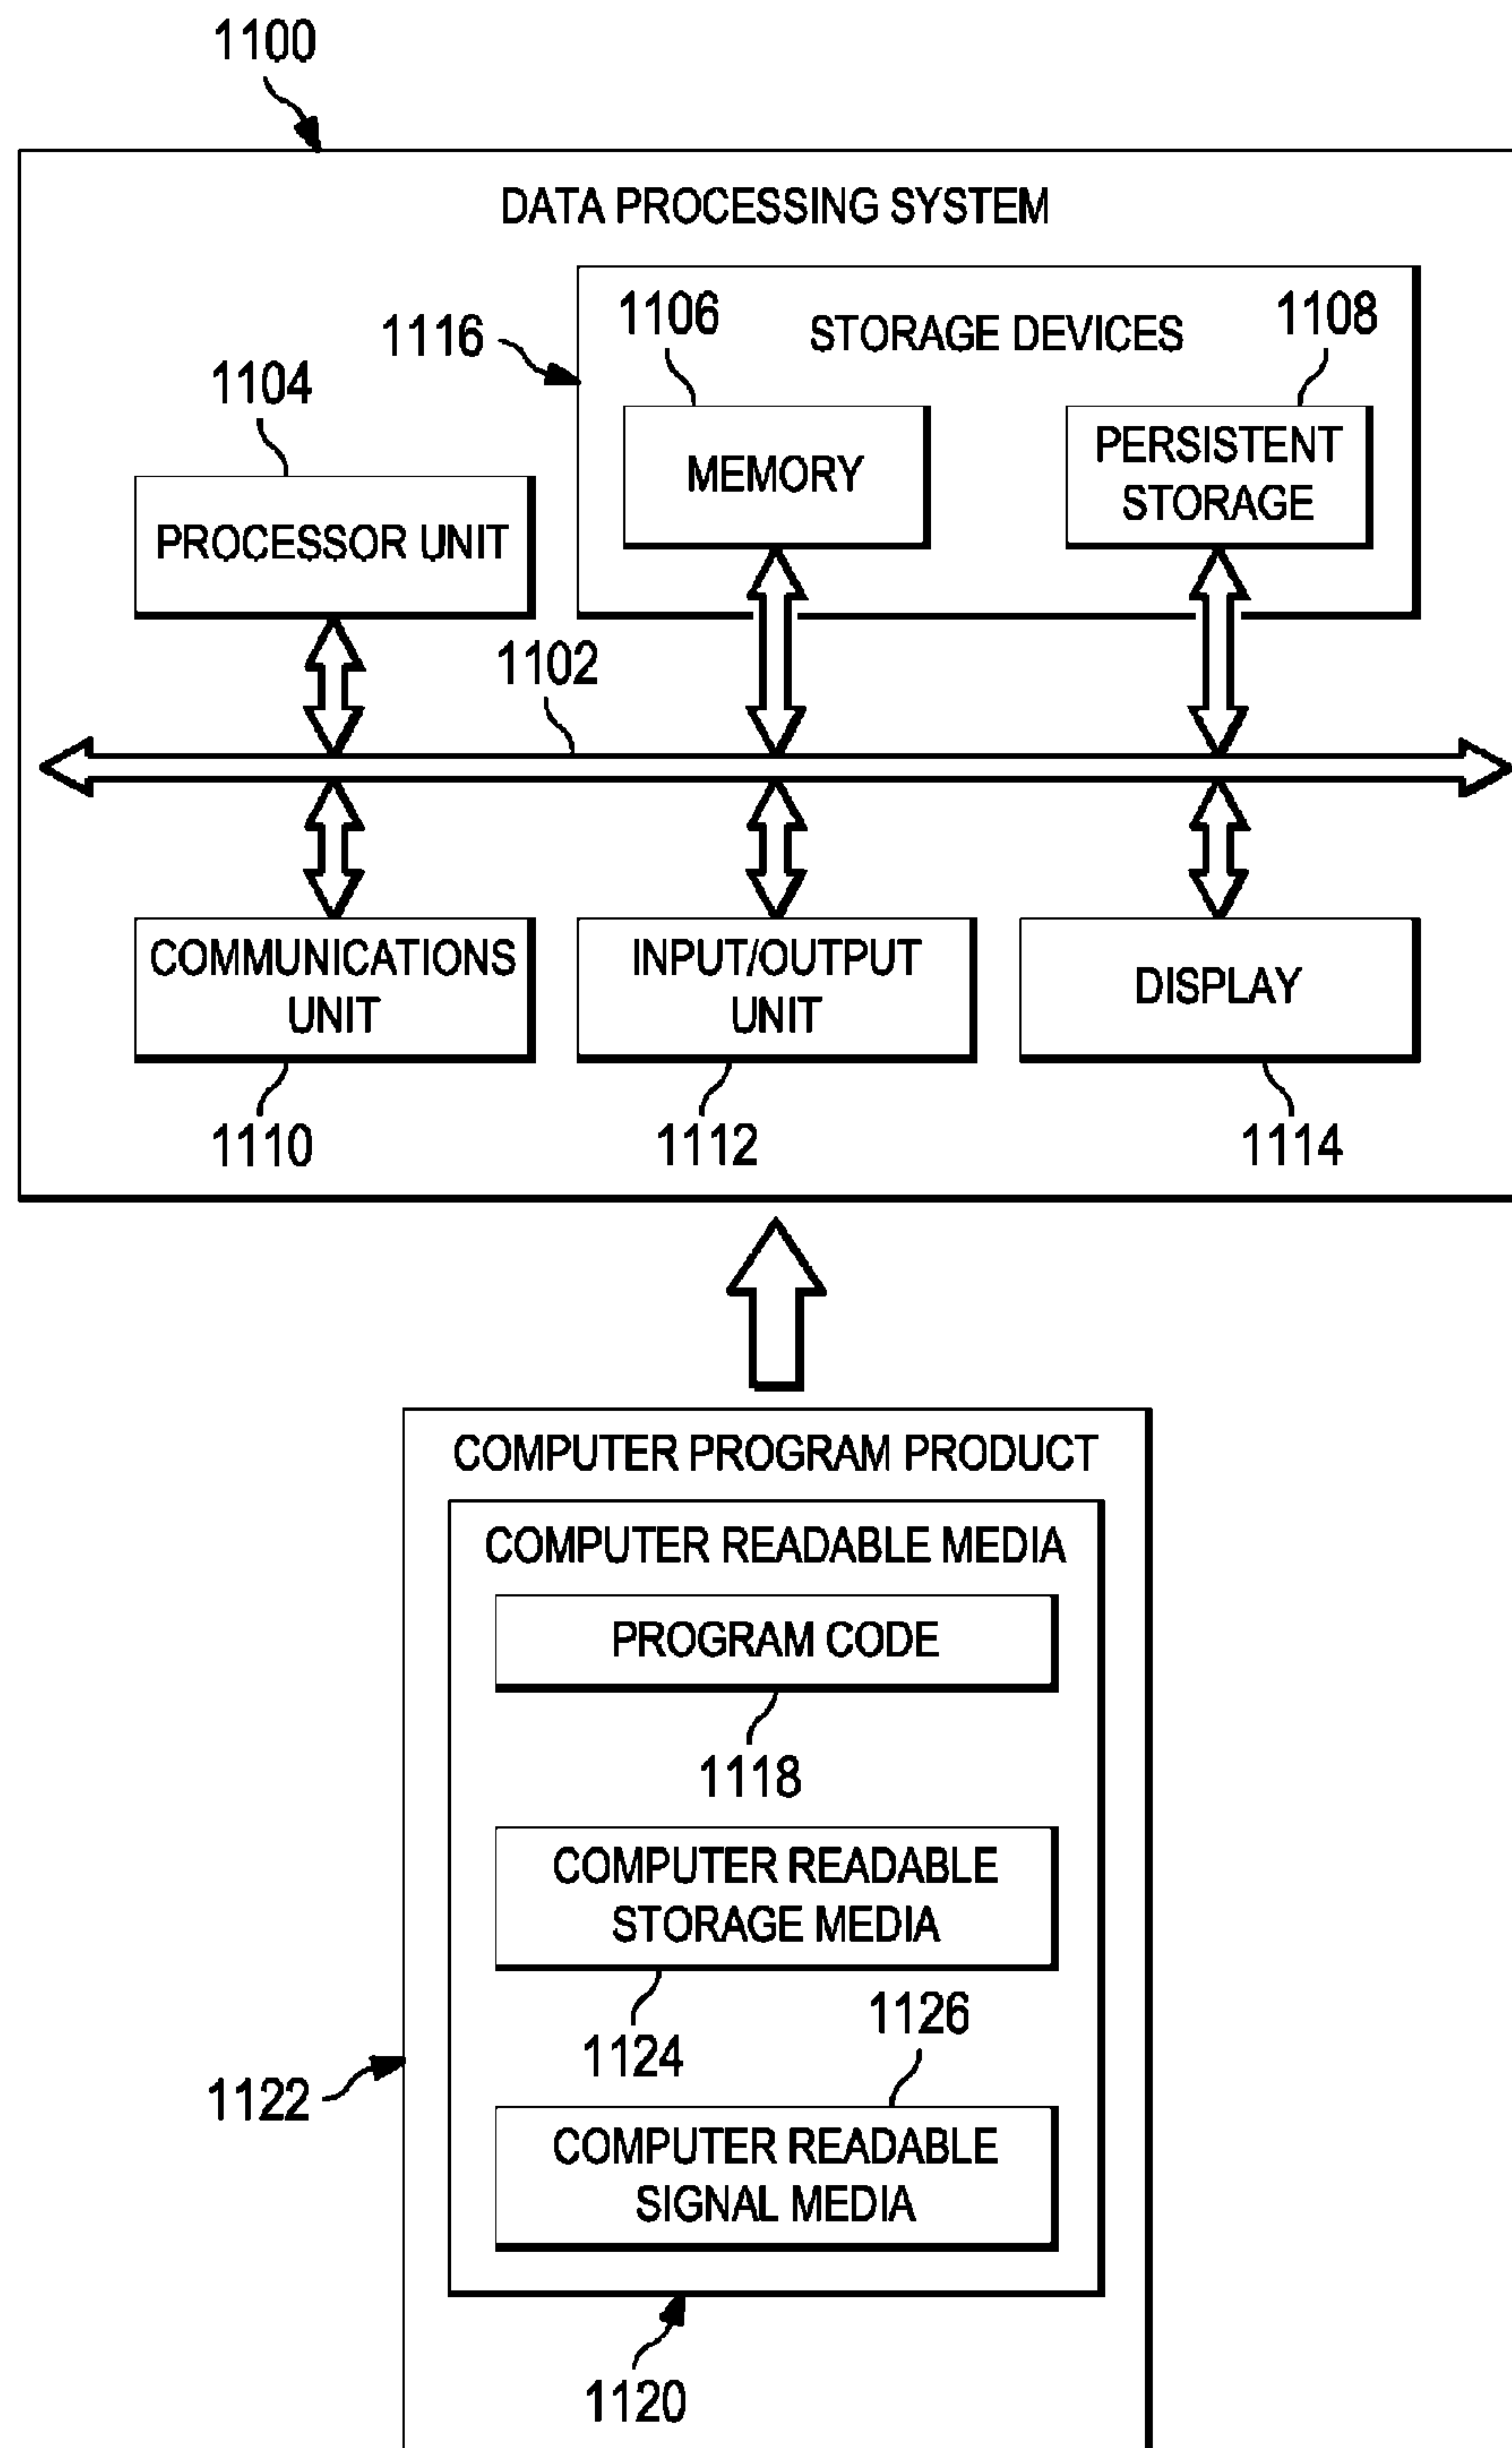 1100
DATA PROCESSING SYSTEM
1116
1106
STORAGE DEVICES
1108
1104
MEMORY
PERSISTENT
STORAGE
PROCESSOR UNIT
1102
COMMUNICATIONS
UNIT
INPUT/OUTPUT
UNIT
DISPLAY
1110
1112
1114
COMPUTER PROGRAM PRODUCT
COMPUTER READABLE MEDIA
PROGRAM CODE
1118
COMPUTER READABLE
STORAGE MEDIA
1124
1126
1122
COMPUTER READABLE
SIGNAL MEDIA
1120